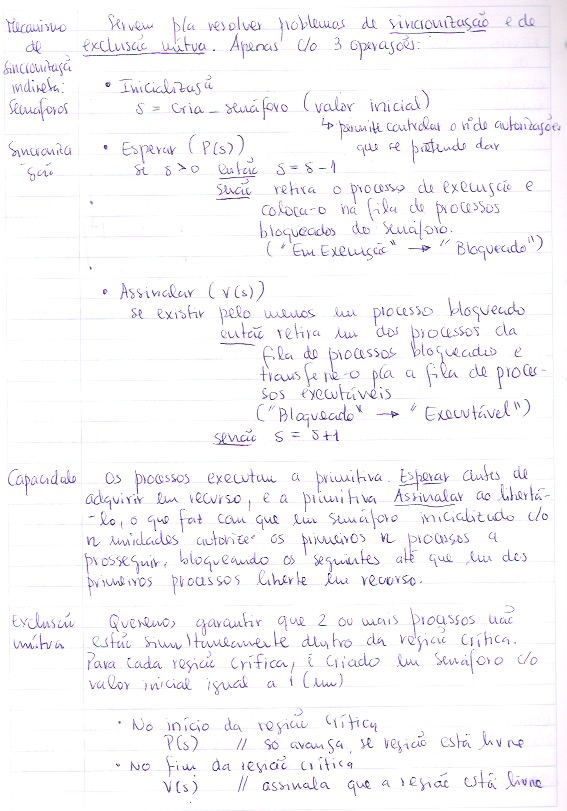 Mecanismo
de
Sincronizaçã
indireta:
Semáforos
Servem p/a resolver problemas de sincronização e de
exclusão mútua. Apenas c/o 3 operações:
• Inicializaçã
s = cria_semáforo (valor inicial)
↳ permite controlar o nº de autorizações
que se pretende dar
Sincroniza
ção
• Esperar (P(s))
se s>0 então s = s-1
senão retira o processo de execução e
coloca-o na fila de processos
bloqueados do semáforo.
("Em Execução" → "Bloqueado")
• Assinalar (V(s))
se existir pelo menos um processo bloqueado
então retira um dos processos da
fila de processos bloqueados e
transfere-o p/a a fila de proces-
sos executáveis
("Bloqueado" → "Executável")
senão s = s+1
Capacidade
Os processos executam a primitiva. Esperar antes de
adquirir um recurso, e a primitiva Assinalar ao libertá-
-lo, o que faz com que um semáforo inicializado c/o
n unidades autorize os primeiros n processos a
prosseguir, bloqueando os seguintes até que um dos
primeiros processos liberte um recurso.
Exclusão
mútua
Queremos garantir que 2 ou mais processos não
estão simultaneamente dentro da região crítica.
Para cada região crítica, é criado um semáforo c/o
valor inicial igual a 1 (um)
• No início da região crítica
P(s) // so avança, se região está livre
• No fim da região crítica
V(s) // assinala que a região está livre